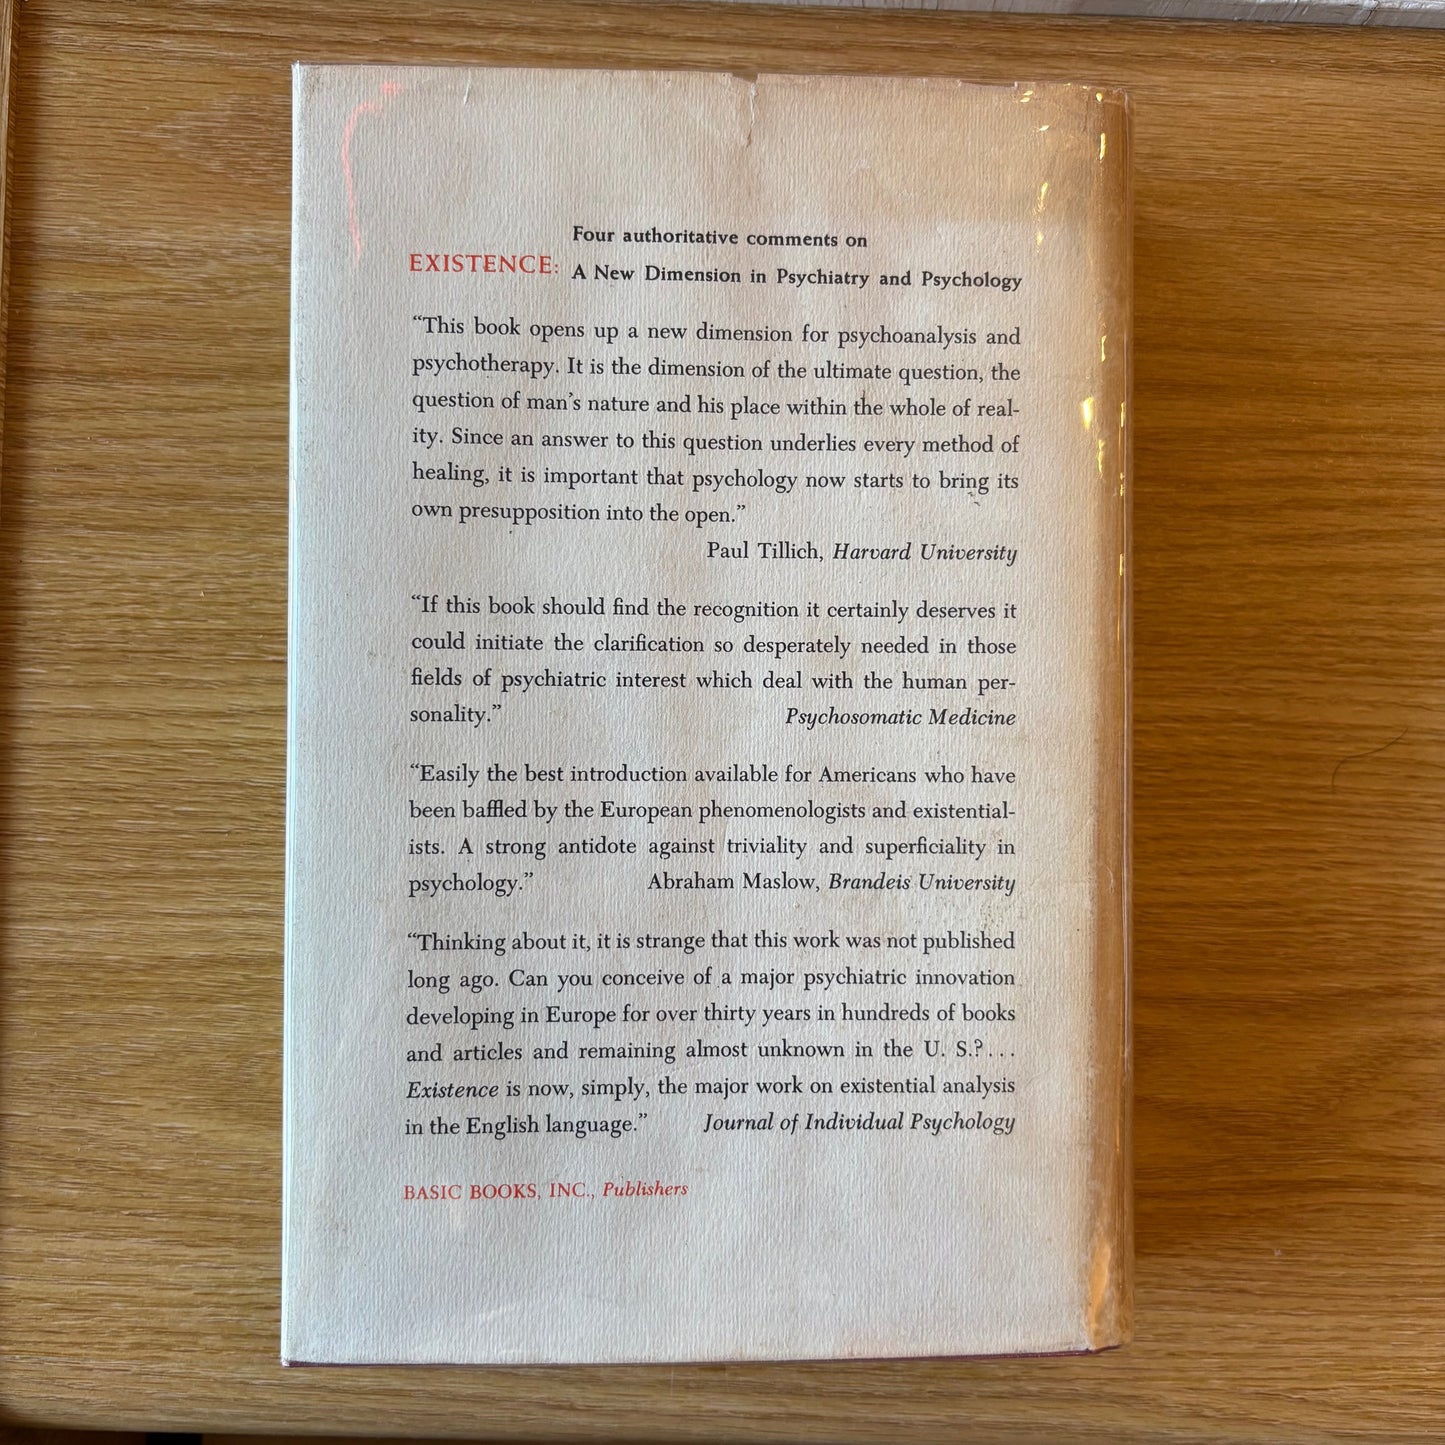 Four authoritative comments on
EXISTENCE: A New Dimension in Psychiatry and Psychology
“This book opens up a new dimension for psychoanalysis and
psychotherapy. It is the dimension of the ultimate question, the
question of man’s nature and his place within the whole of real-
ity. Since an answer to this question underlies every method of
healing, it is important that psychology now starts to bring its
own presupposition into the open.”
Paul Tillich, Harvard University
“If this book should find the recognition it certainly deserves it
could initiate the clarification so desperately needed in those
fields of psychiatric interest which deal with the human per-
sonality.” Psychosomatic Medicine
“Easily the best introduction available for Americans who have
been baffled by the European phenomenologists and existential-
ists. A strong antidote against triviality and superficiality in
psychology.” Abraham Maslow, Brandeis University
“Thinking about it, it is strange that this work was not published
long ago. Can you conceive of a major psychiatric innovation
developing in Europe for over thirty years in hundreds of books
and articles and remaining almost unknown in the U. S.?...
Existence is now, simply, the major work on existential analysis
in the English language.” Journal of Individual Psychology
BASIC BOOKS, INC., Publishers